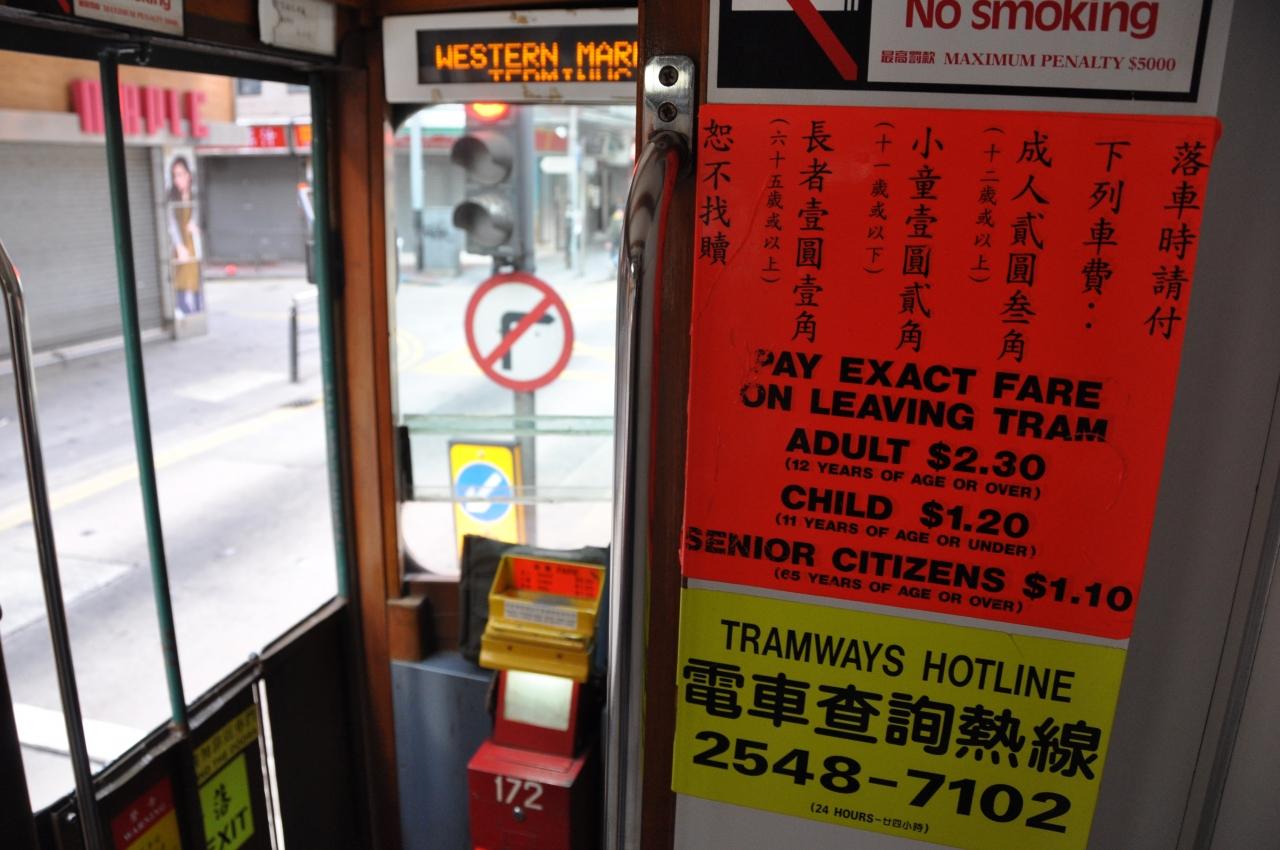 WESTERN MAR
No smoking
最高罰款 MAXIMUM PENALTY $5000
落車時請付
下列車費：
成人貳圓叁角
（十二歲或以上）
小童壹圓貳角
（十一歲或以下）
長者壹圓壹角
（六十五歲或以上）
恕不找贖
PAY EXACT FARE
ON LEAVING TRAM
ADULT $2.30
(12 YEARS OF AGE OR OVER)
CHILD $1.20
(11 YEARS OF AGE OR UNDER)
SENIOR CITIZENS $1.10
(65 YEARS OF AGE OR OVER)
TRAMWAYS HOTLINE
電車查詢熱線
2548-7102
(24 HOURS-廿四小時)
172
WARNING
落
EXIT